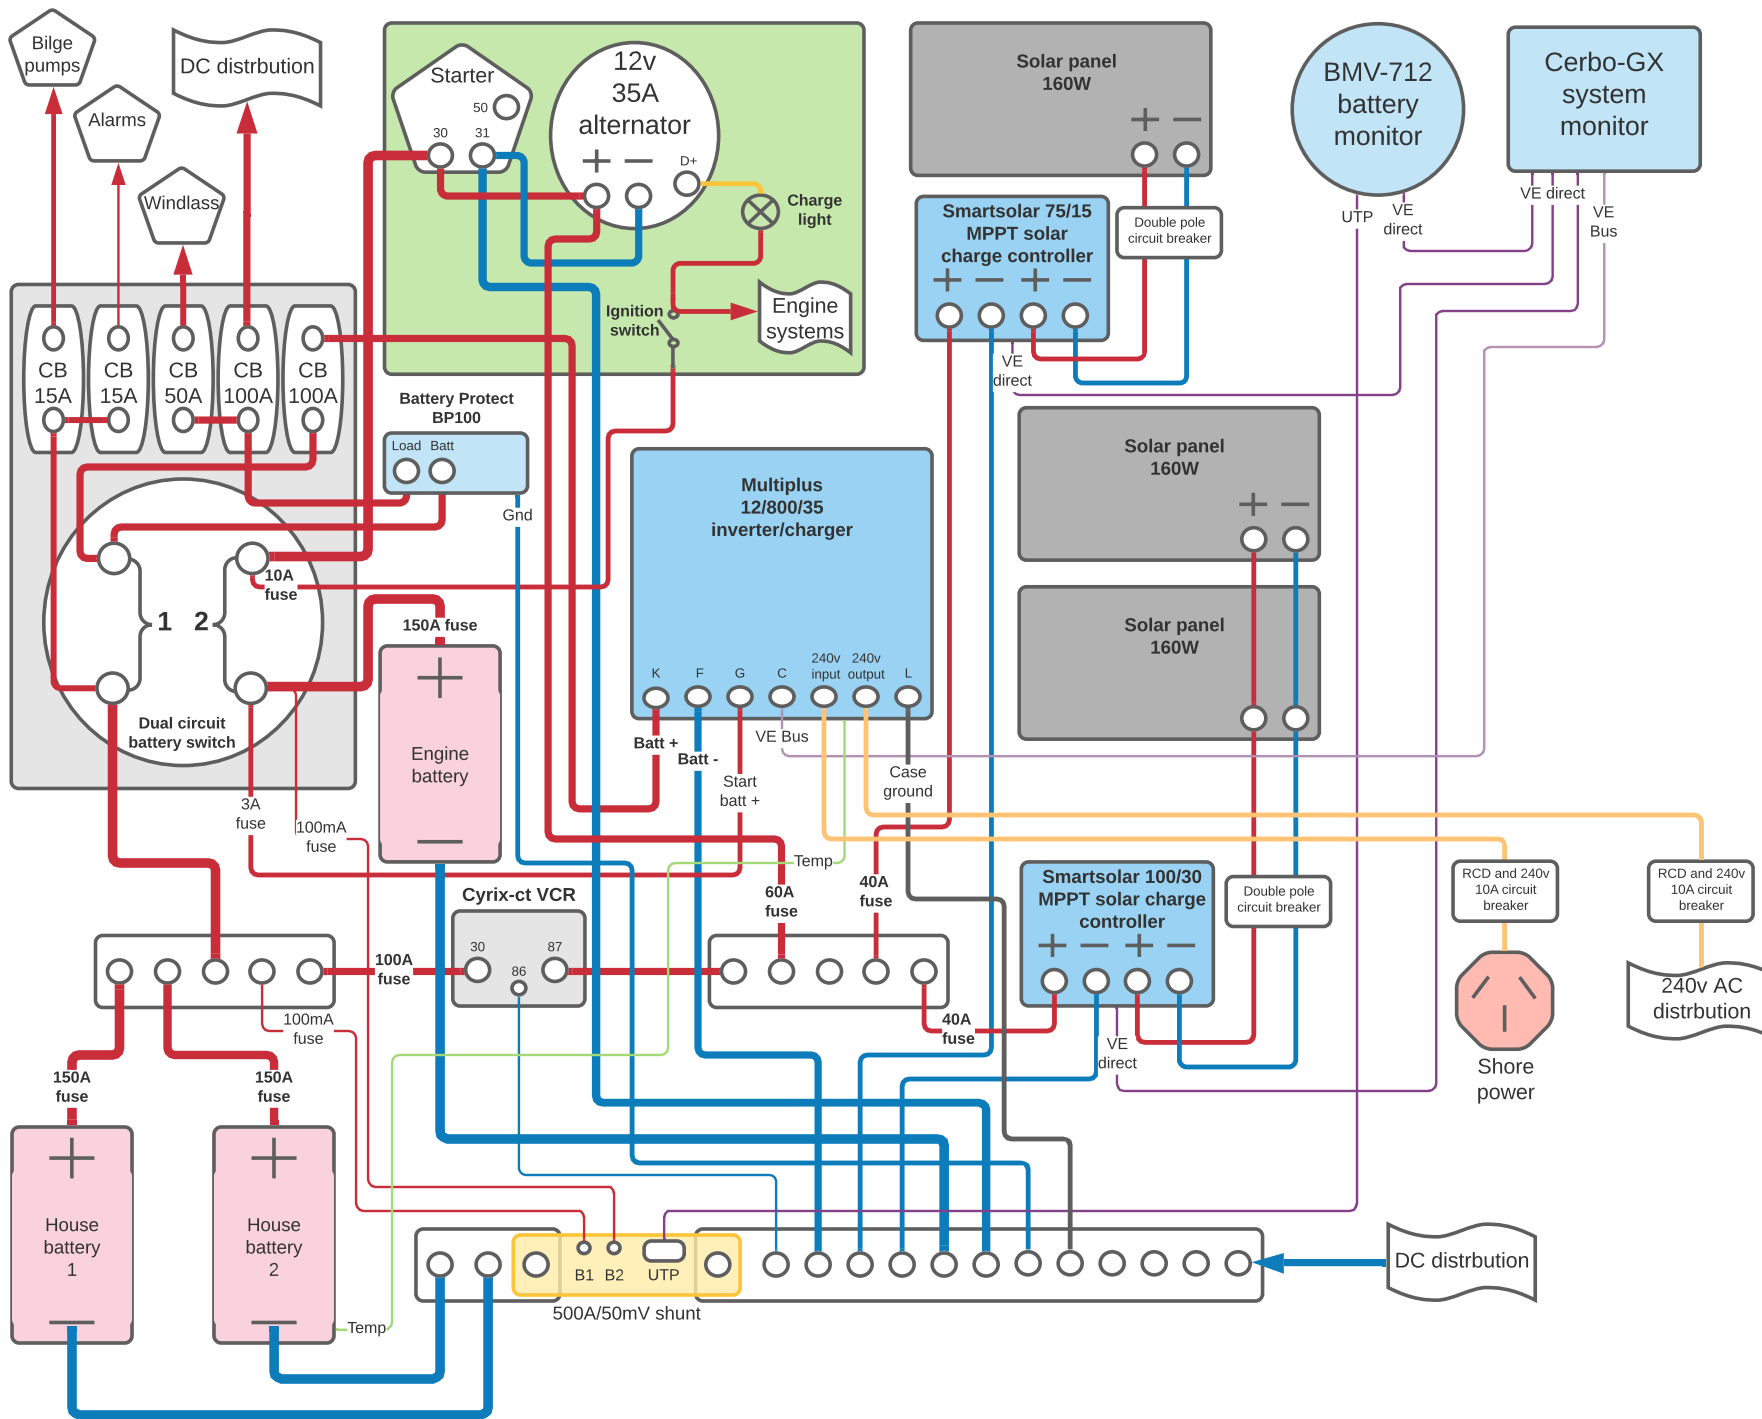 Bilge
pumps
DC distrbution
Alarms
Windlass
Starter
50
30
31
12v
35A
alternator
D+
Charge
light
Ignition
switch
Engine
systems
Solar panel
160W
Smartsolar 75/15
MPPT solar
charge controller
Double pole
circuit breaker
VE
direct
BMV-712
battery
monitor
UTP
VE
direct
Cerbo-GX
system
monitor
VE direct
VE
Bus
CB
15A
CB
15A
CB
50A
CB
100A
CB
100A
Battery Protect
BP100
Load
Batt
Gnd
1
2
10A
fuse
Dual circuit
battery switch
150A fuse
Engine
battery
Multiplus
12/800/35
inverter/charger
K
F
G
C
240v
input
240v
output
L
Batt +
Batt -
Start
batt +
VE Bus
Case
ground
Temp
Solar panel
160W
Solar panel
160W
3A
fuse
100mA
fuse
Cyrix-ct VCR
30
86
87
100A
fuse
60A
fuse
40A
fuse
40A
fuse
100mA
fuse
Smartsolar 100/30
MPPT solar charge
controller
Double pole
circuit breaker
VE
direct
RCD and 240v
10A circuit
breaker
RCD and 240v
10A circuit
breaker
Shore
power
240v AC
distrbution
150A
fuse
150A
fuse
House
battery
1
House
battery
2
Temp
B1
B2
UTP
500A/50mV shunt
DC distrbution